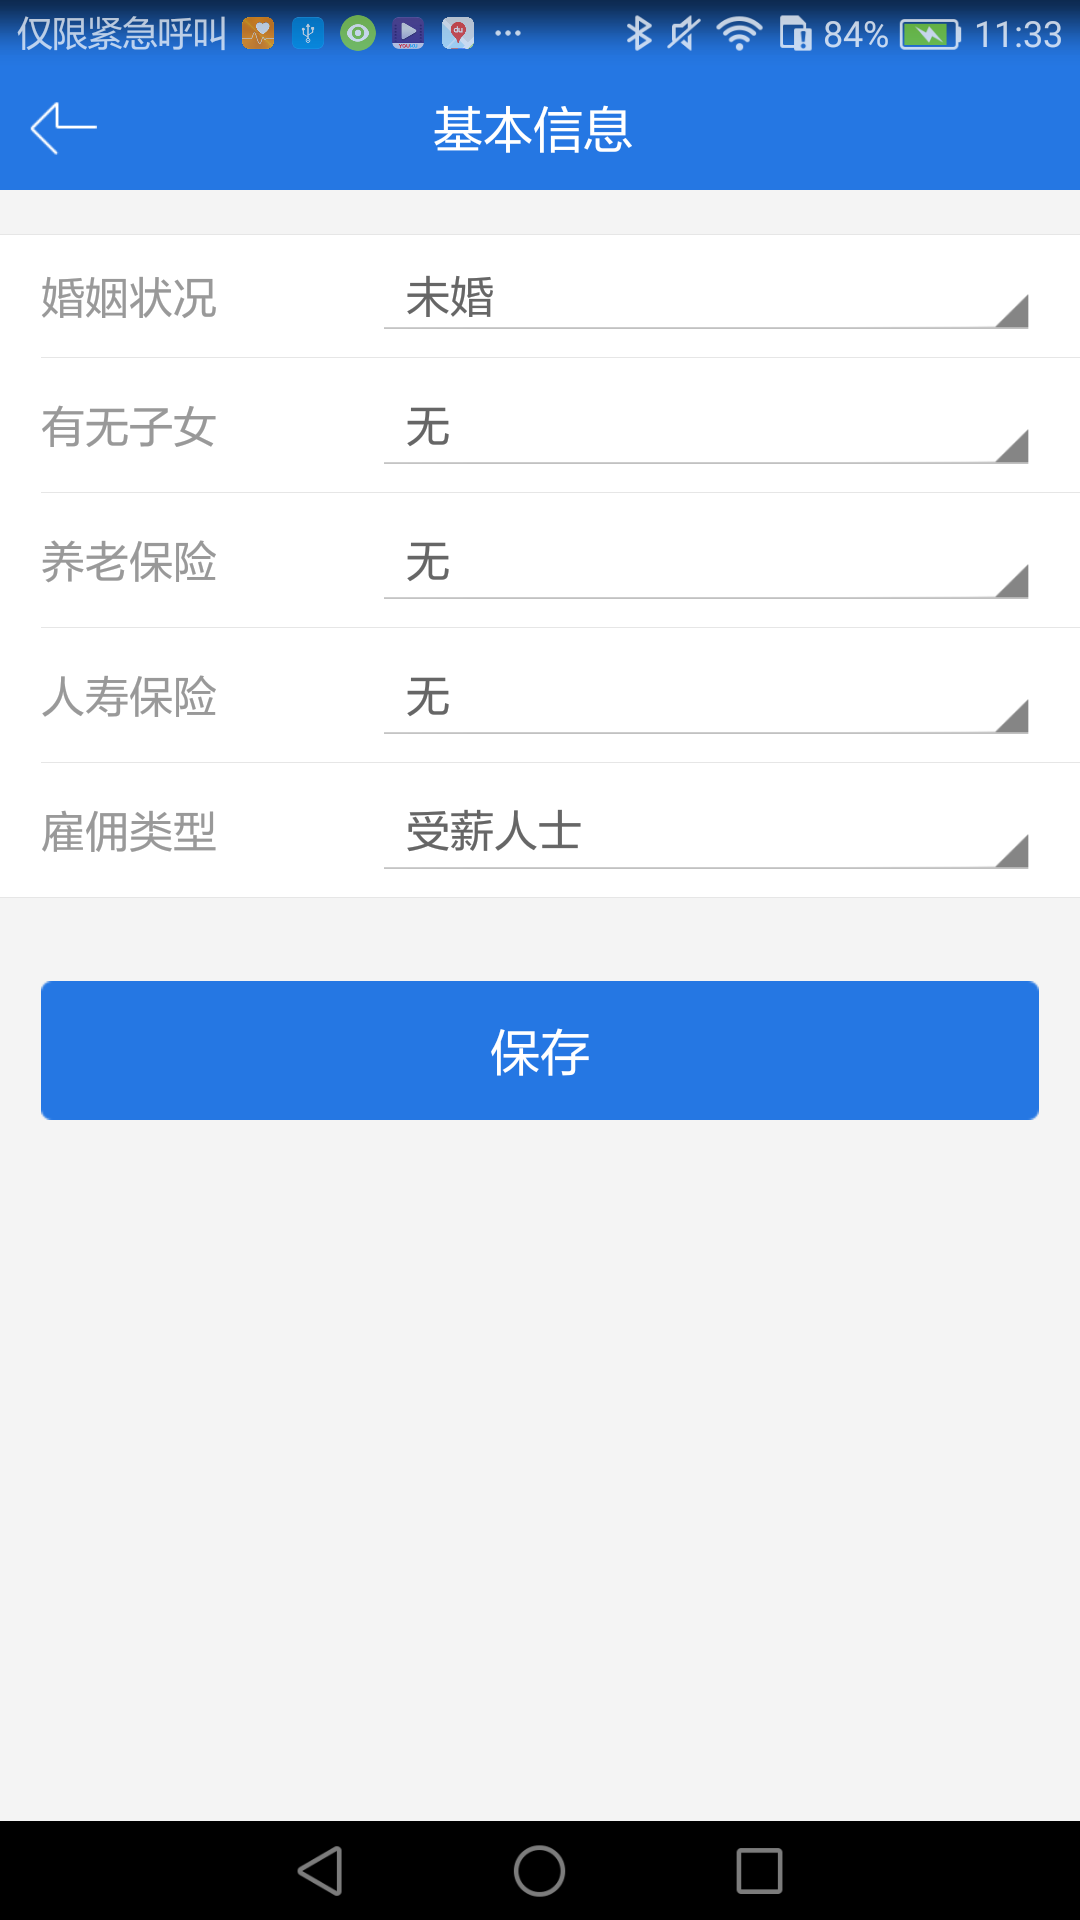 仅限紧急呼叫 84% 11:33
基本信息
婚姻状况 未婚
有无子女 无
养老保险 无
人寿保险 无
雇佣类型 受薪人士
保存